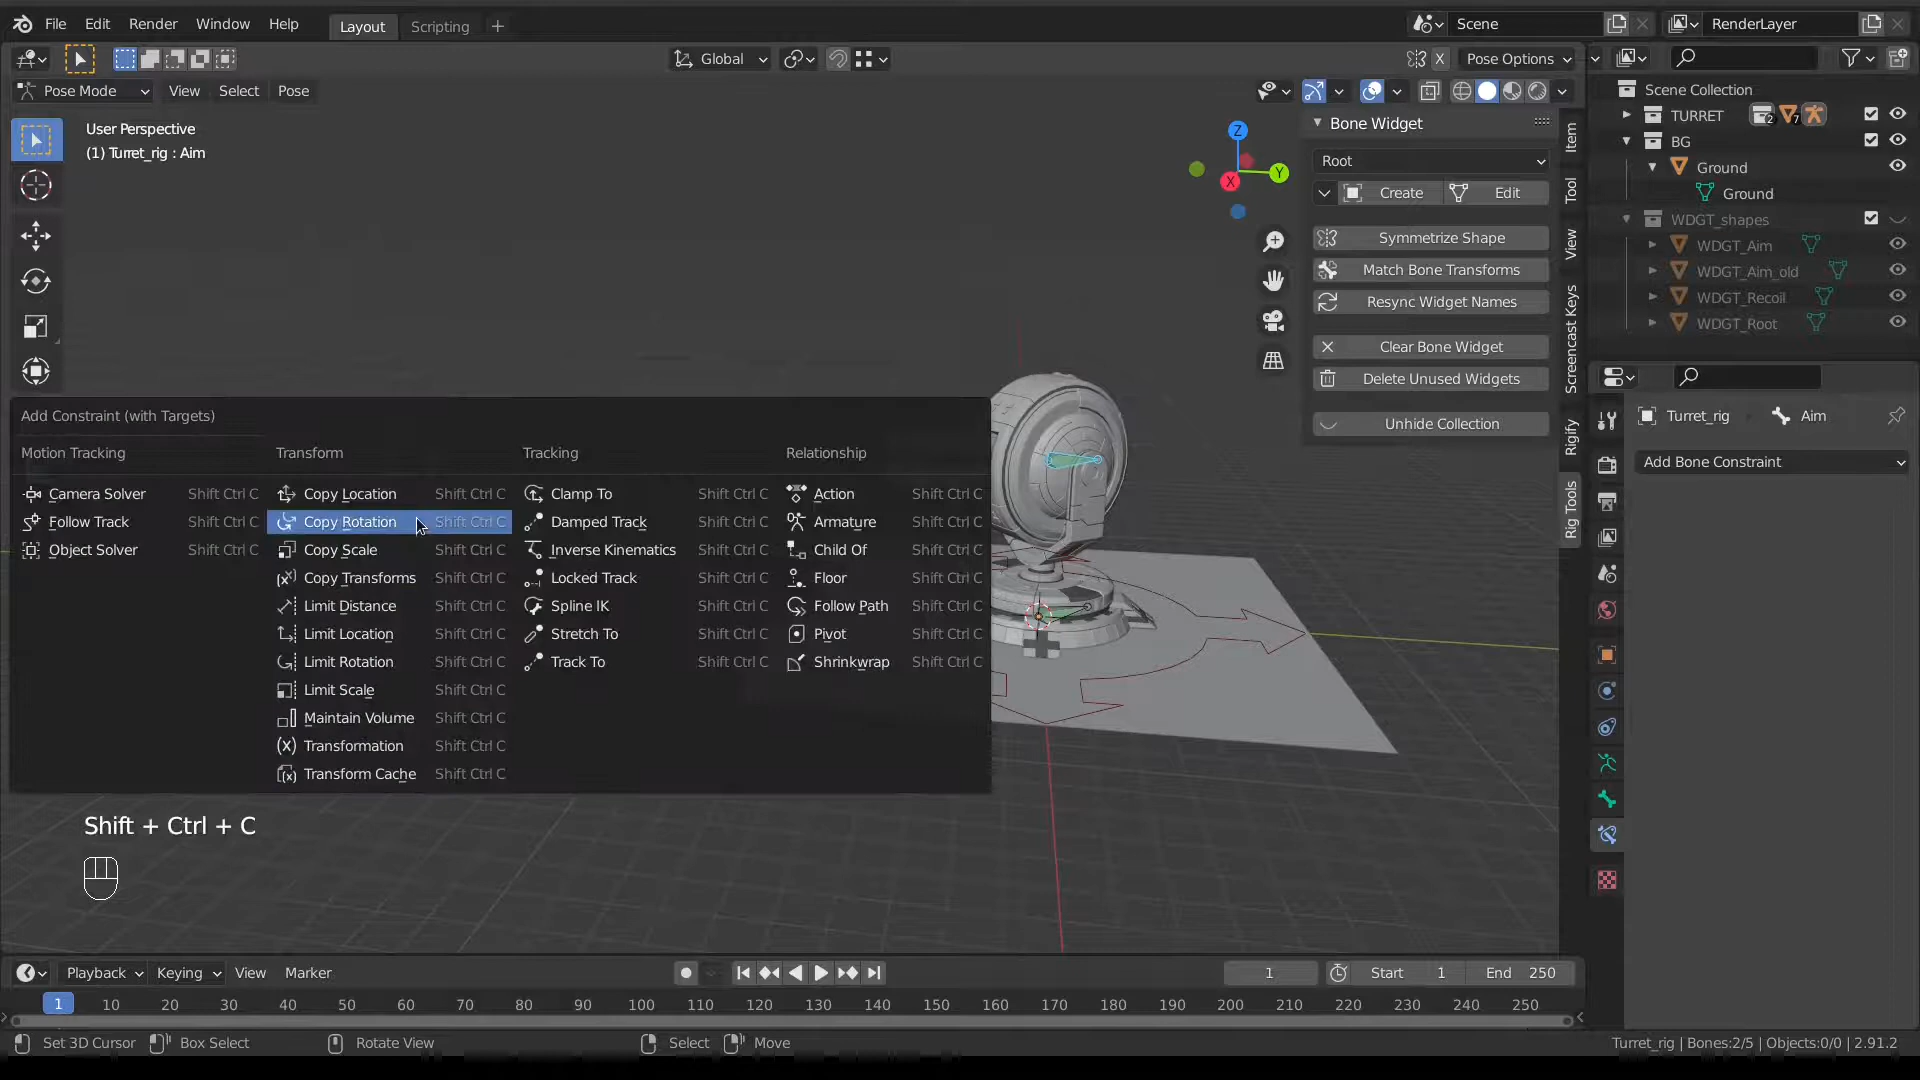 File Edit Render Window Help Layout Scripting + Scene RenderLayer
Global X Pose Options
Pose Mode View Select Pose
User Perspective
(1) Turret_rig : Aim
Z
Y
X
Bone Widget
Root
Create Edit
Symmetrize Shape
Match Bone Transforms
Resync Widget Names
Clear Bone Widget
Delete Unused Widgets
Unhide Collection
Item
Tool
View
Screencast Keys
Rigify
Rig Tools
Scene Collection
TURRET 2 7
BG
Ground
Ground
WDGT_shapes
WDGT_Aim
WDGT_Aim_old
WDGT_Recoil
WDGT_Root
Turret_rig Aim
Add Bone Constraint
Add Constraint (with Targets)
Motion Tracking
Camera Solver Shift Ctrl C
Follow Track Shift Ctrl C
Object Solver Shift Ctrl C
Transform
Copy Location Shift Ctrl C
Copy Rotation Shift Ctrl C
Copy Scale Shift Ctrl C
Copy Transforms Shift Ctrl C
Limit Distance Shift Ctrl C
Limit Location Shift Ctrl C
Limit Rotation Shift Ctrl C
Limit Scale Shift Ctrl C
Maintain Volume Shift Ctrl C
Transformation Shift Ctrl C
Transform Cache Shift Ctrl C
Tracking
Clamp To Shift Ctrl C
Damped Track Shift Ctrl C
Inverse Kinematics Shift Ctrl C
Locked Track Shift Ctrl C
Spline IK Shift Ctrl C
Stretch To Shift Ctrl C
Track To Shift Ctrl C
Relationship
Action Shift Ctrl C
Armature Shift Ctrl C
Child Of Shift Ctrl C
Floor Shift Ctrl C
Follow Path Shift Ctrl C
Pivot Shift Ctrl C
Shrinkwrap Shift Ctrl C
Shift + Ctrl + C
Playback Keying View Marker 1 Start 1 End 250
1 10 20 30 40 50 60 70 80 90 100 110 120 130 140 150 160 170 180 190 200 210 220 230 240 250
Set 3D Cursor Box Select Rotate View Select Move Turret_rig | Bones:2/5 | Objects:0/0 | 2.91.2